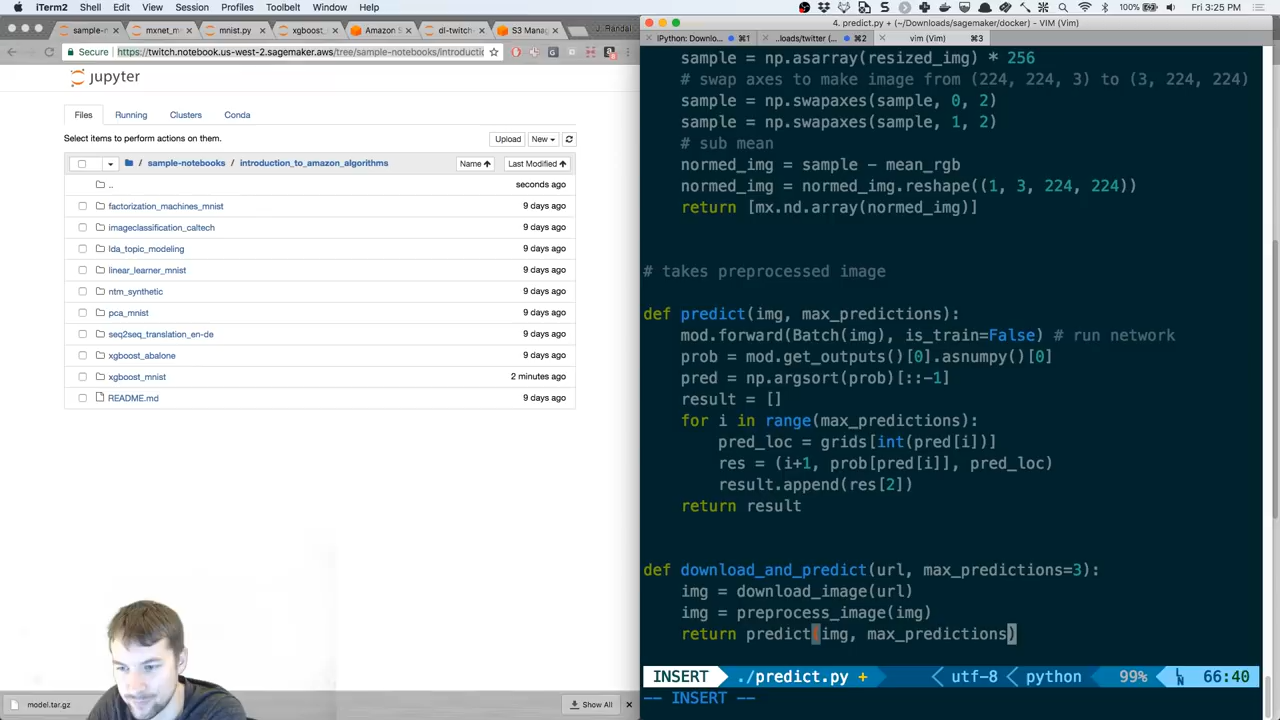 iTerm2 Shell Edit View Session Profiles Toolbelt Window Help
100% Fri 3:25 PM
sample-n mxnet_m mnist.py xgboost_ Amazon S dl-twitch- S3 Manag J. Randall
Secure https://twitch.notebook.us-west-2.sagemaker.aws/tree/sample-notebooks/introductio
jupyter
Files Running Clusters Conda
Select items to perform actions on them.
Upload New
/ sample-notebooks / introduction_to_amazon_algorithms Name Last Modified
.. seconds ago
factorization_machines_mnist 9 days ago
imageclassification_caltech 9 days ago
lda_topic_modeling 9 days ago
linear_learner_mnist 9 days ago
ntm_synthetic 9 days ago
pca_mnist 9 days ago
seq2seq_translation_en-de 9 days ago
xgboost_abalone 9 days ago
xgboost_mnist 2 minutes ago
README.md 9 days ago
model.tar.gz Show All
4. predict.py + (~/Downloads/sagemaker/docker) - VIM (Vim)
IPython: Downlo... ⌘1 ..loads/twitter (... ⌘2 vim (Vim) ⌘3
sample = np.asarray(resized_img) * 256
# swap axes to make image from (224, 224, 3) to (3, 224, 224)
sample = np.swapaxes(sample, 0, 2)
sample = np.swapaxes(sample, 1, 2)
# sub mean
normed_img = sample - mean_rgb
normed_img = normed_img.reshape((1, 3, 224, 224))
return [mx.nd.array(normed_img)]
# takes preprocessed image
def predict(img, max_predictions):
mod.forward(Batch(img), is_train=False) # run network
prob = mod.get_outputs()[0].asnumpy()[0]
pred = np.argsort(prob)[::-1]
result = []
for i in range(max_predictions):
pred_loc = grids[int(pred[i])]
res = (i+1, prob[pred[i]], pred_loc)
result.append(res[2])
return result
def download_and_predict(url, max_predictions=3):
img = download_image(url)
img = preprocess_image(img)
return predict(img, max_predictions)
INSERT ./predict.py + utf-8 python 99% 66:40
-- INSERT --